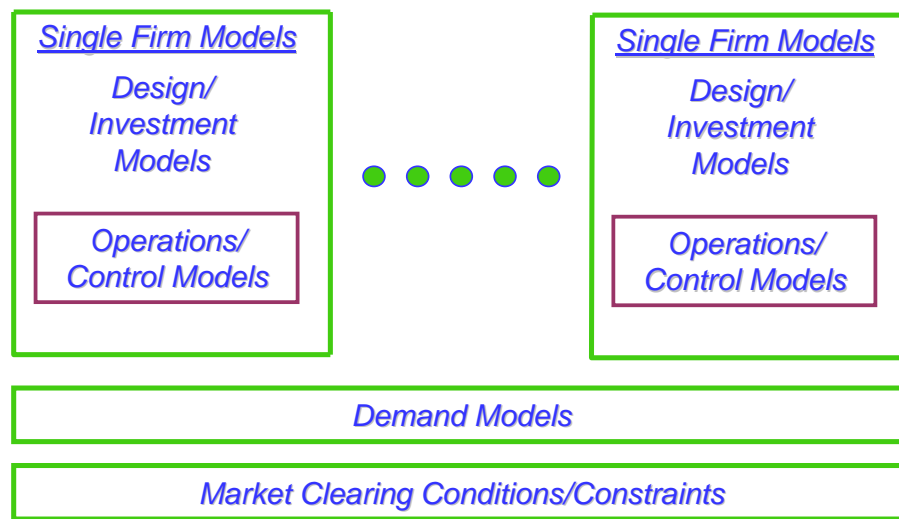 Single Firm Models
Design/
Investment
Models
Operations/
Control Models
Single Firm Models
Design/
Investment
Models
Operations/
Control Models
Demand Models
Market Clearing Conditions/Constraints